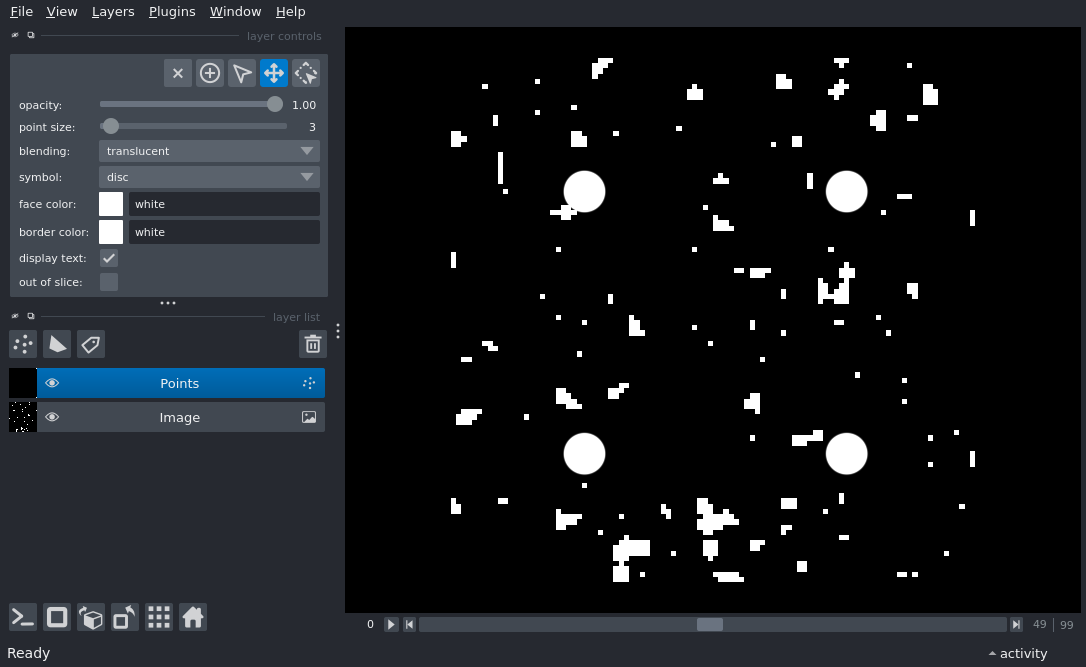 File View Layers Plugins Window Help
layer controls
opacity: 1.00
point size: 3
blending: translucent
symbol: disc
face color: white
border color: white
display text:
out of slice:
layer list
Points
Image
0 49 99
Ready activity